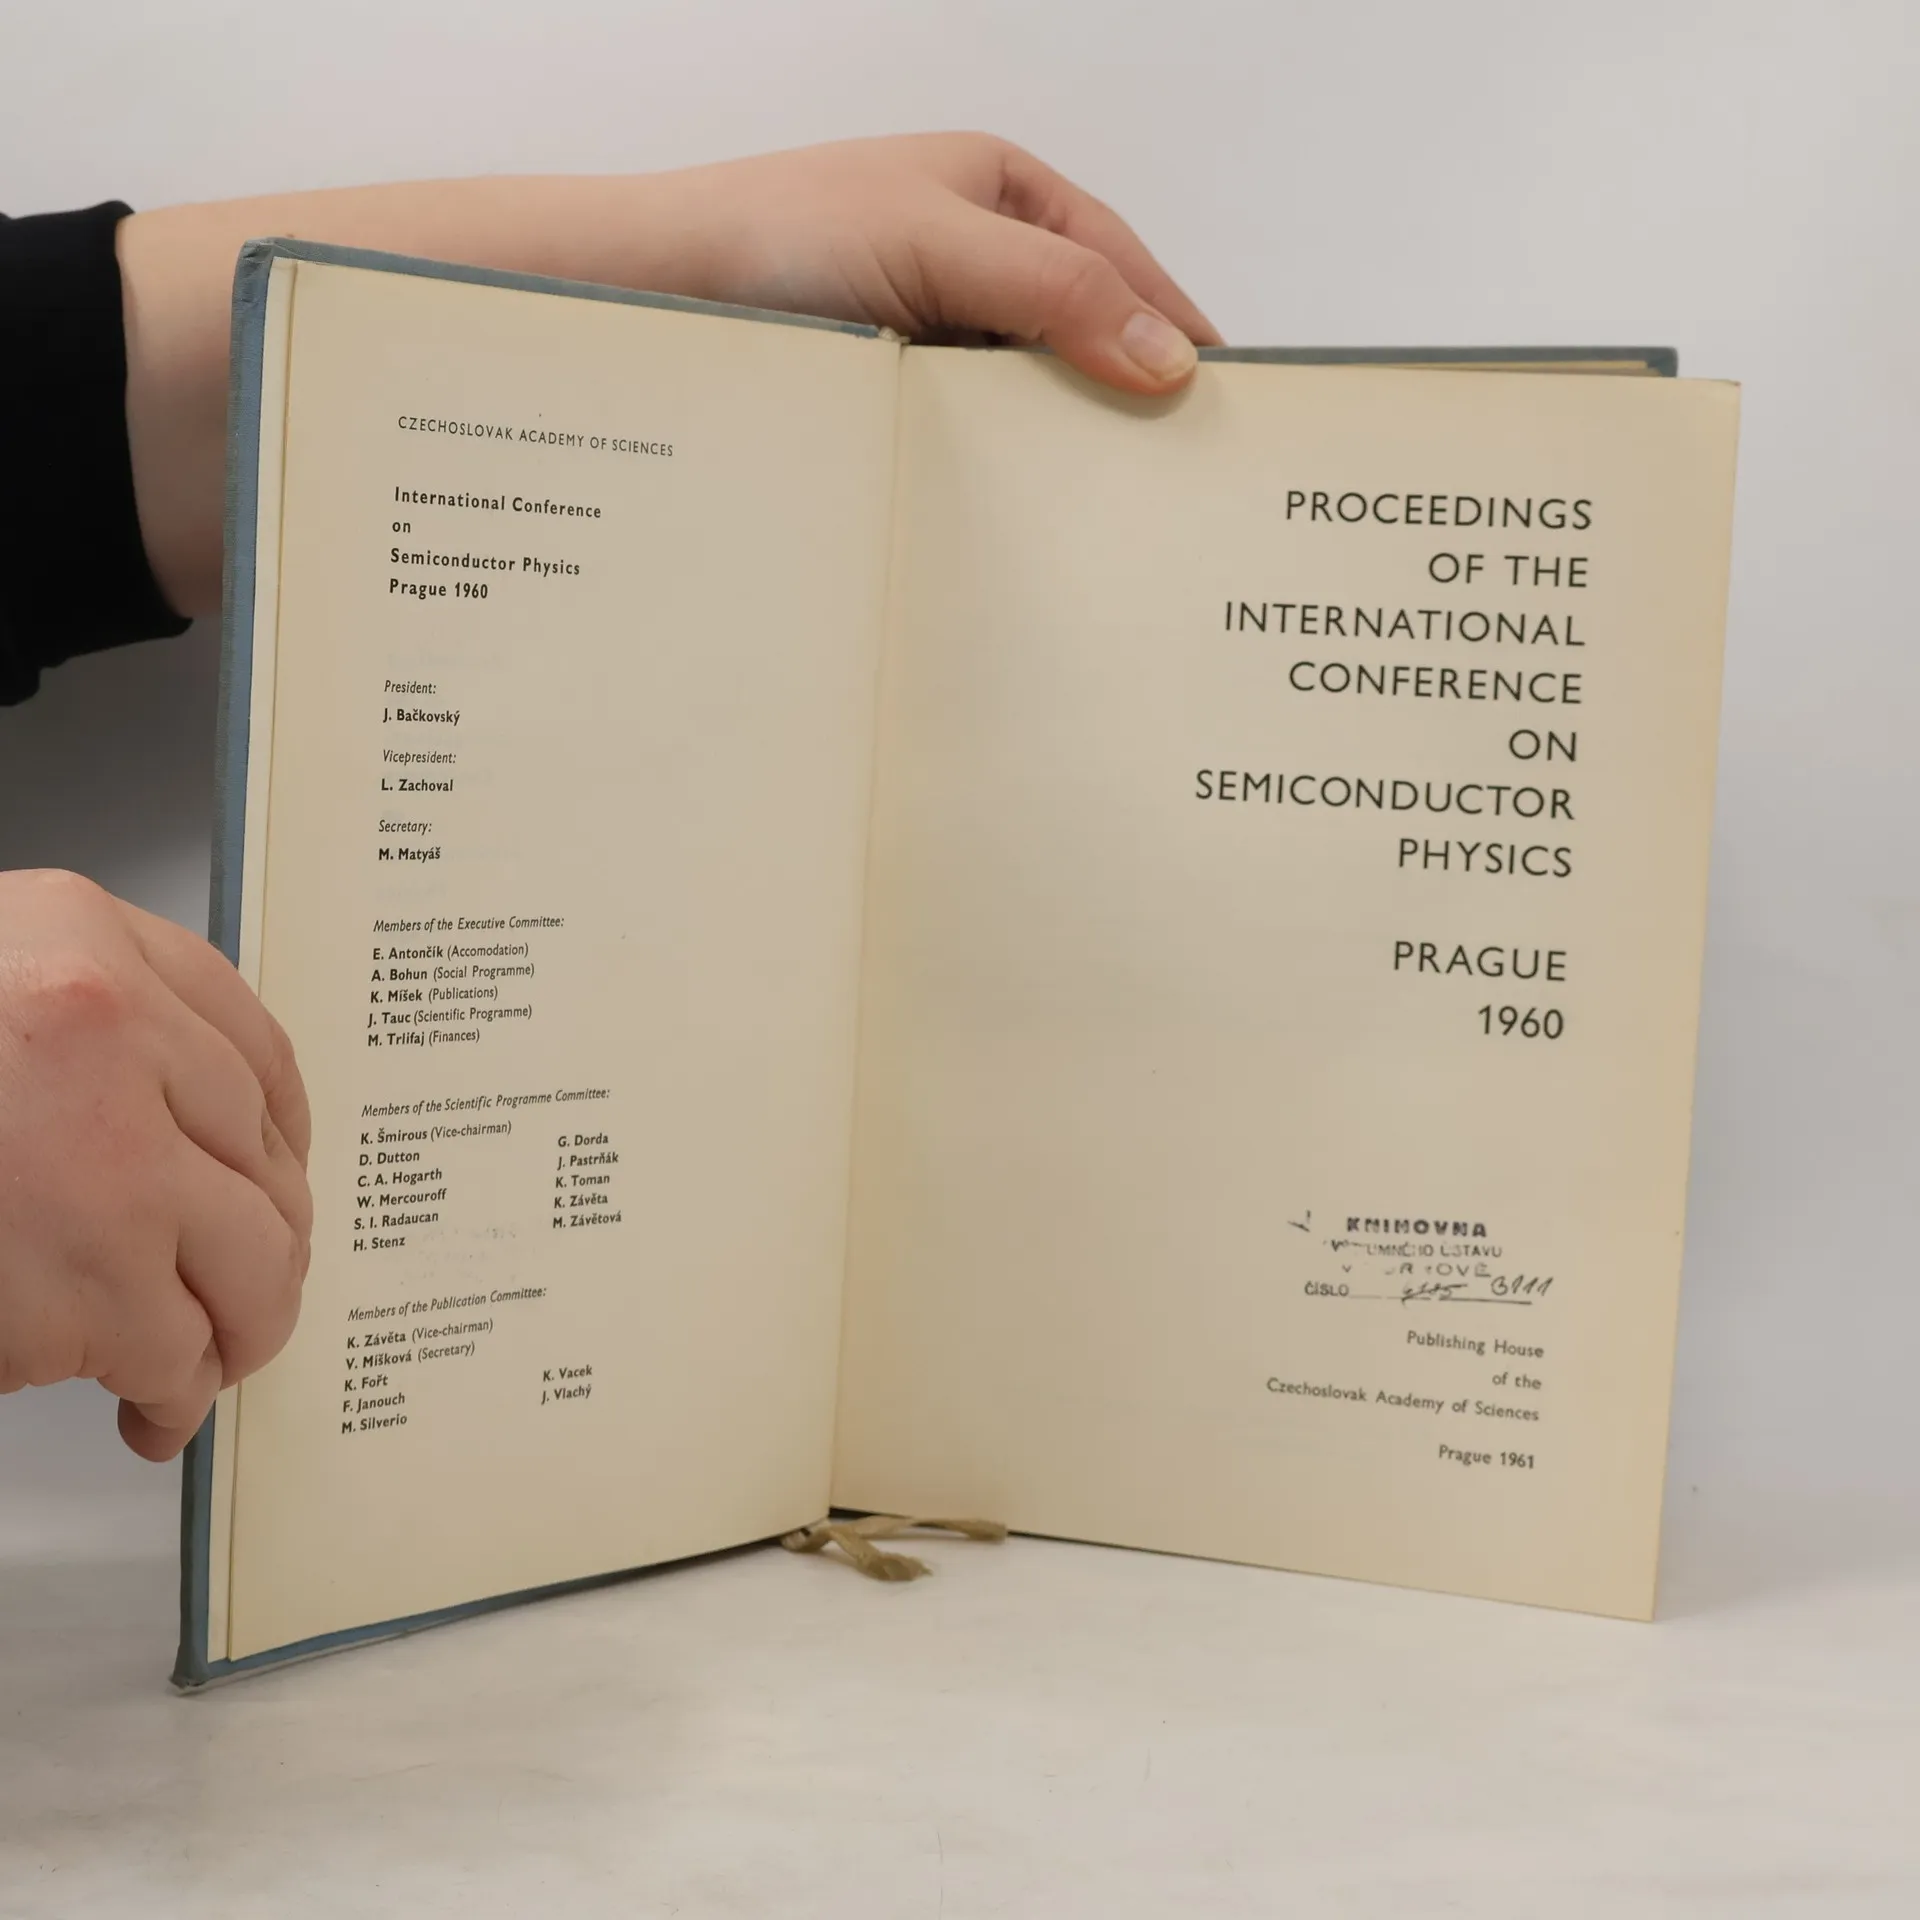 CZECHOSLOVAK ACADEMY OF SCIENCES
International Conference
on
Semiconductor Physics
Prague 1960
President:
J. Bačkovský
Vicepresident:
L. Zachoval
Secretary:
M. Matyáš
Members of the Executive Committee:
E. Antončík (Accomodation)
A. Bohun (Social Programme)
K. Míšek (Publications)
J. Tauc (Scientific Programme)
M. Trlifaj (Finances)
Members of the Scientific Programme Committee:
K. Šmirous (Vice-chairman)
D. Dutton
C. A. Hogarth
W. Mercouroff
S. I. Radaucan
H. Stenz
G. Dorda
J. Pastrňák
K. Toman
K. Závěta
M. Závětová
Members of the Publication Committee:
K. Závěta (Vice-chairman)
V. Míšková (Secretary)
K. Fořt
F. Janouch
M. Silverio
K. Vacek
J. Vlachý
PROCEEDINGS
OF THE
INTERNATIONAL
CONFERENCE
ON
SEMICONDUCTOR
PHYSICS
PRAGUE
1960
KNIHOVNA
ÚSTAVU
V
ČÍSLO 3111
Publishing House
of the
Czechoslovak Academy of Sciences
Prague 1961